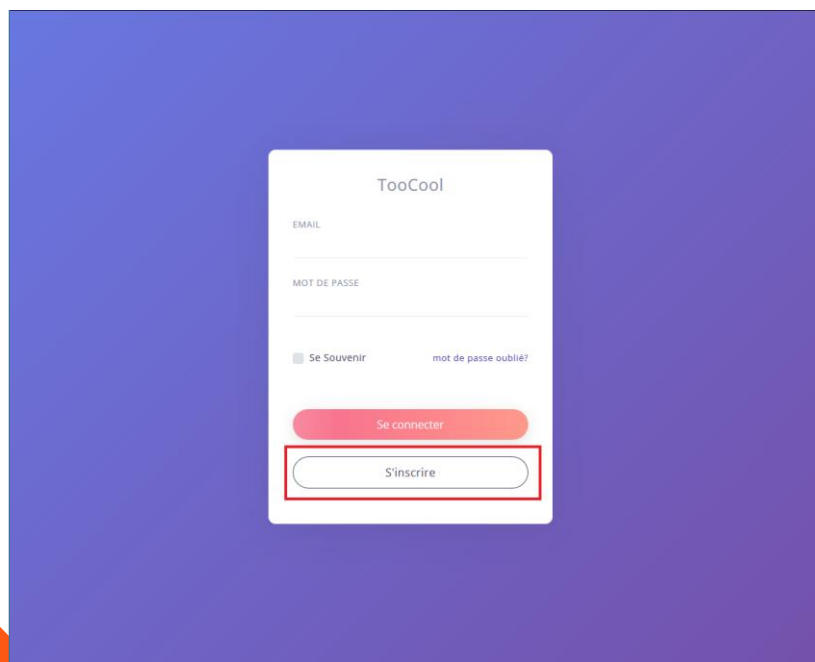 TooCool
EMAIL
MOT DE PASSE
Se Souvenir mot de passe oublié?
Se connecter
S'inscrire